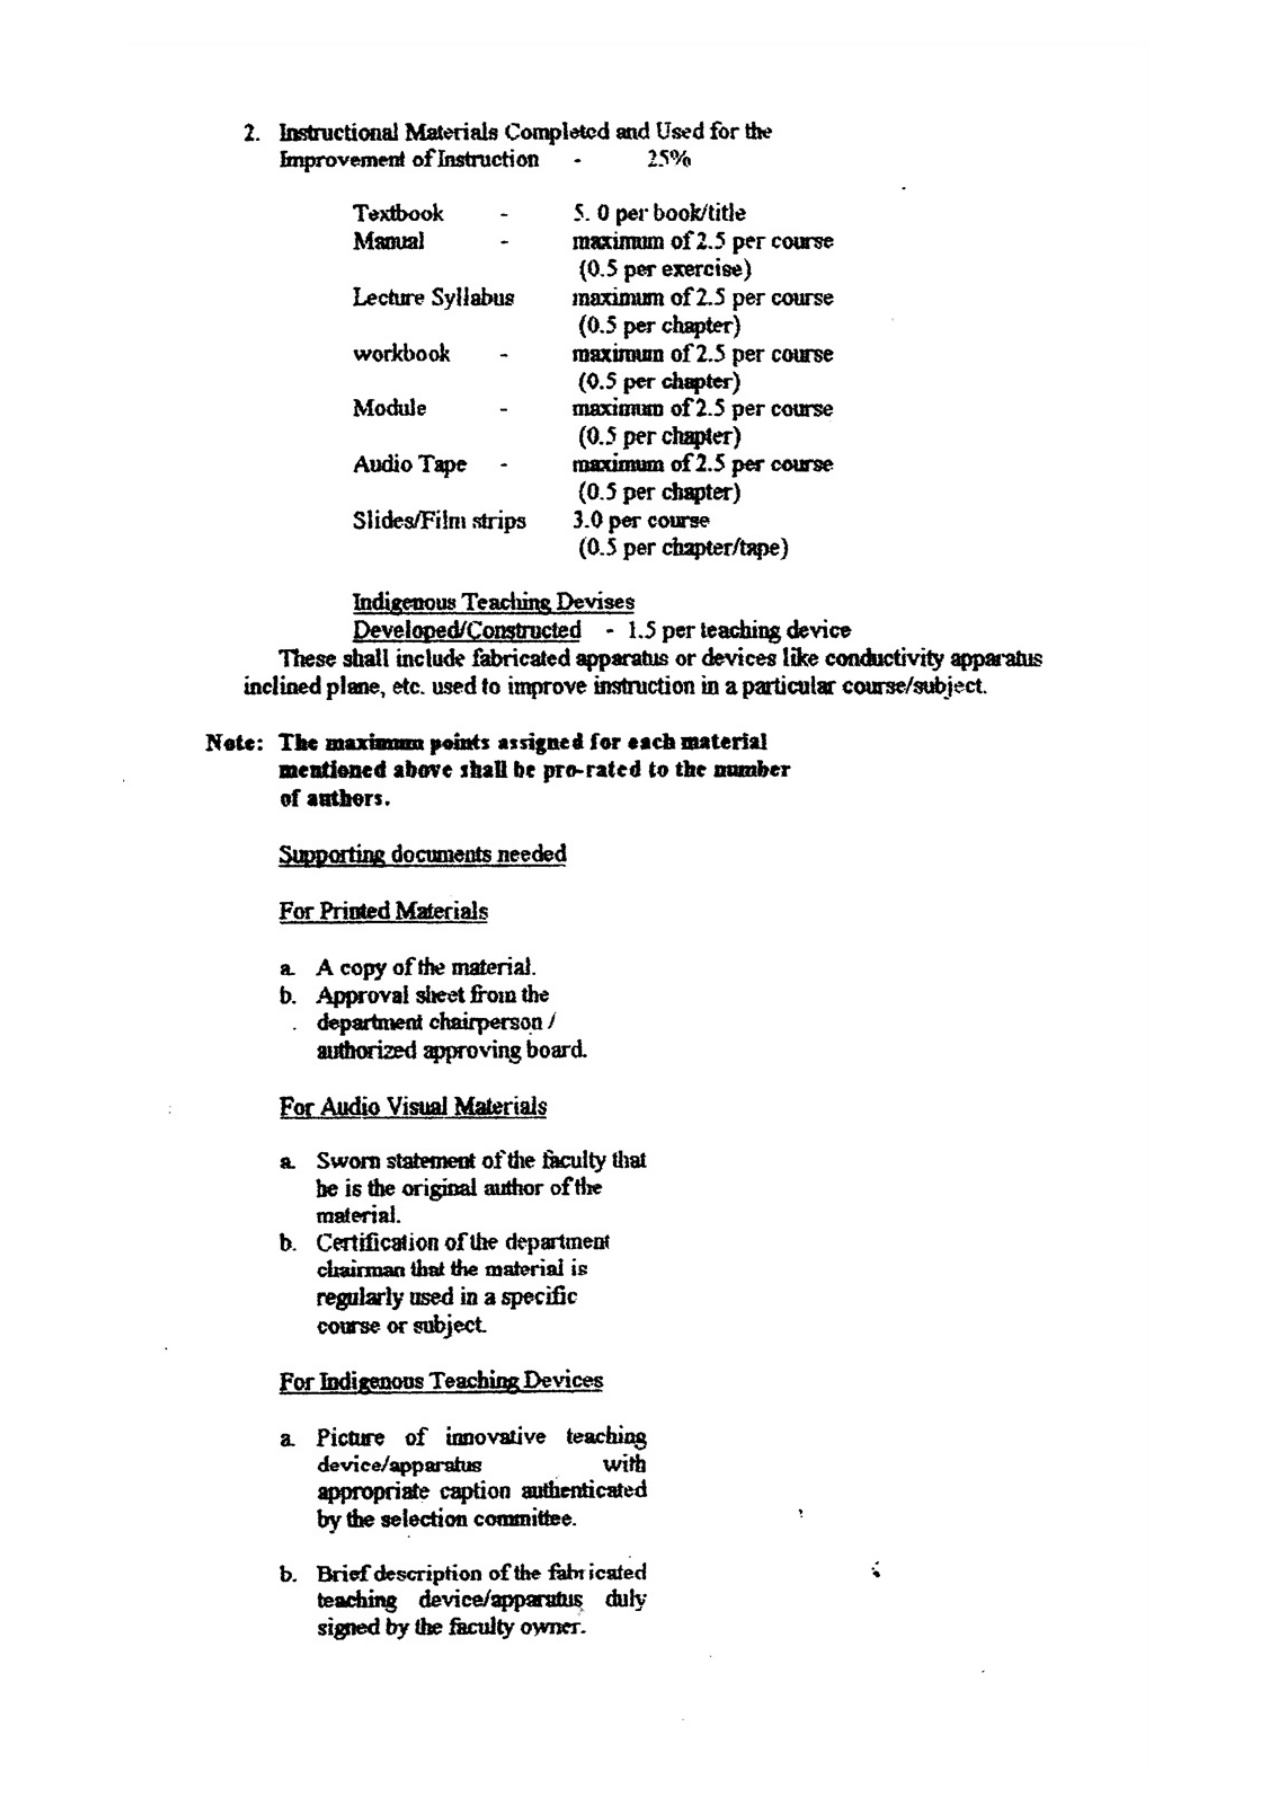 2. Instructional Materials Completed and Used for the
Improvement of Instruction - 25%
Textbook - 5. 0 per book/title
Manual - maximum of 2.5 per course
(0.5 per exercise)
Lecture Syllabus maximum of 2.5 per course
(0.5 per chapter)
workbook - maximum of 2.5 per course
(0.5 per chapter)
Module - maximum of 2.5 per course
(0.5 per chapter)
Audio Tape - maximum of 2.5 per course
(0.5 per chapter)
Slides/Film strips 3.0 per course
(0.5 per chapter/tape)
Indigenous Teaching Devises
Developed/Constructed - 1.5 per teaching device
These shall include fabricated apparatus or devices like conductivity apparatus
inclined plane, etc. used to improve instruction in a particular course/subject.
Note: The maximum points assigned for each material
mentioned above shall be pro-rated to the number
of authors.
Supporting documents needed
For Printed Materials
a. A copy of the material.
b. Approval sheet from the
department chairperson /
authorized approving board.
For Audio Visual Materials
a. Sworn statement of the faculty that
he is the original author of the
material.
b. Certification of the department
chairman that the material is
regularly used in a specific
course or subject.
For Indigenous Teaching Devices
a. Picture of innovative teaching
device/apparatus with
appropriate caption authenticated
by the selection committee.
b. Brief description of the fabricated
teaching device/apparatus duly
signed by the faculty owner.